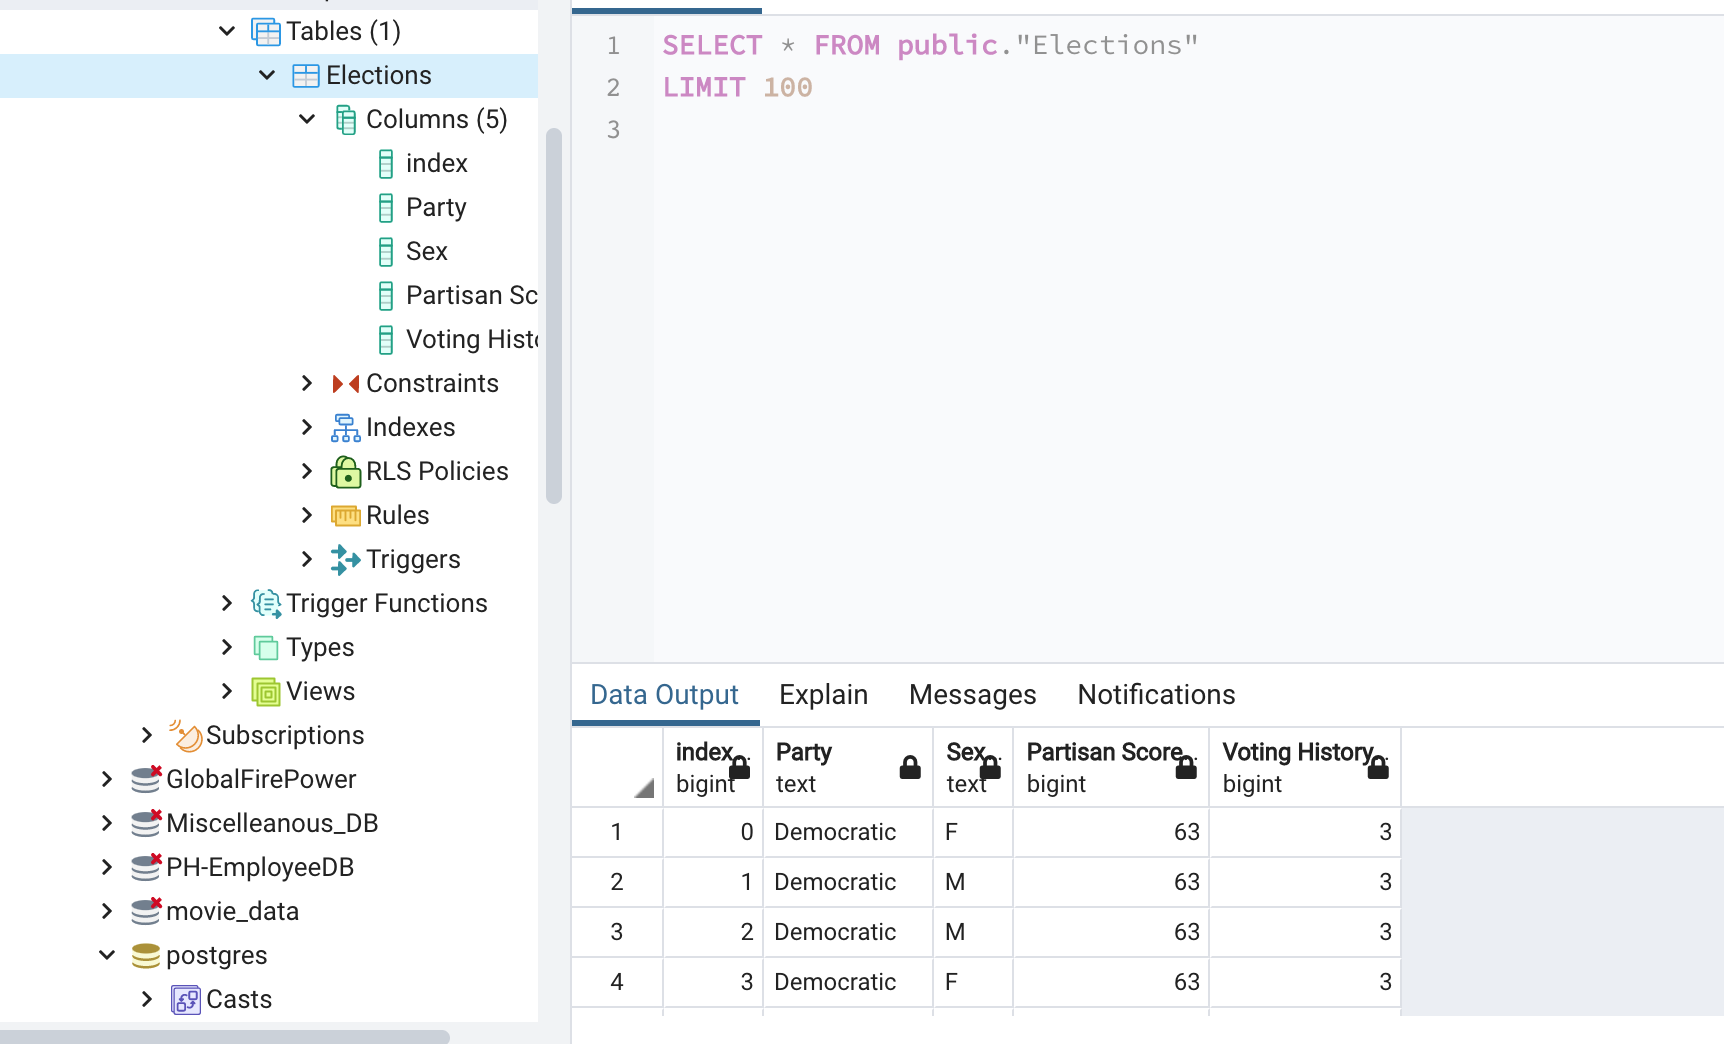 Tables (1)
Elections
Columns (5)
index
Party
Sex
Partisan Sc
Voting Histo
Constraints
Indexes
RLS Policies
Rules
Triggers
Trigger Functions
Types
Views
Subscriptions
GlobalFirePower
Miscelleanous_DB
PH-EmployeeDB
movie_data
postgres
Casts
1 SELECT * FROM public."Elections"
2 LIMIT 100
3
Data Output Explain Messages Notifications
index Party Sex Partisan Score Voting History
bigint text text bigint bigint
1 0 Democratic F 63 3
2 1 Democratic M 63 3
3 2 Democratic M 63 3
4 3 Democratic F 63 3